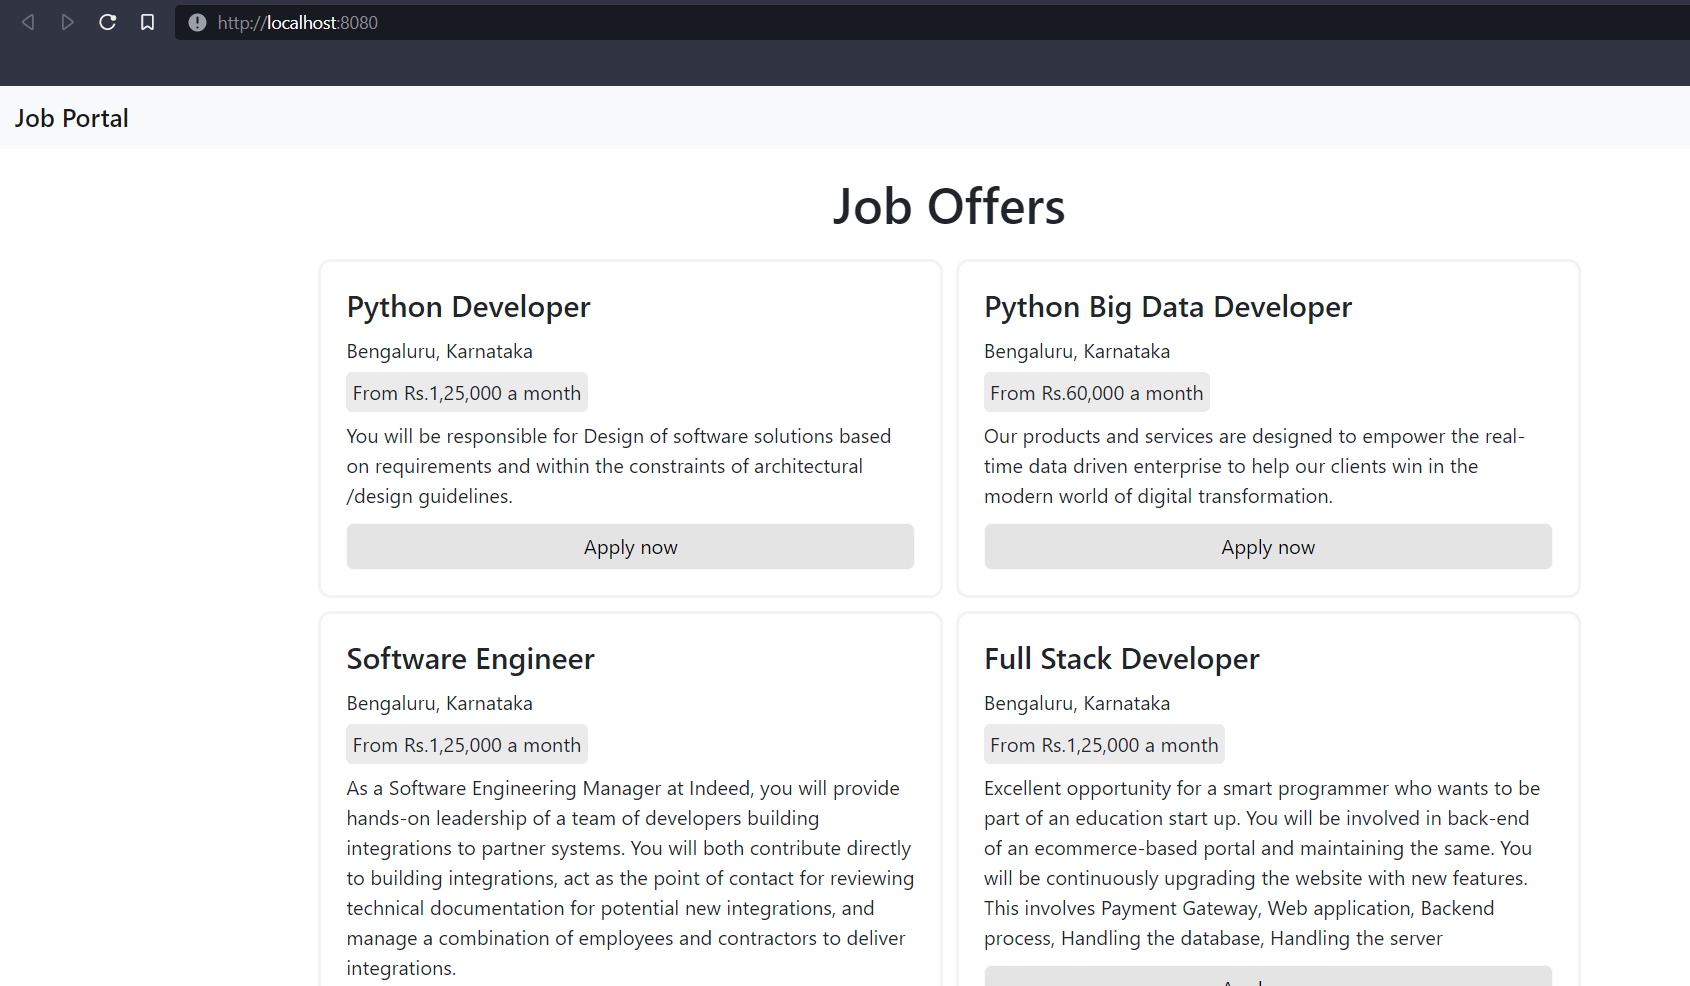 http://localhost:8080
Job Portal
Job Offers
Python Developer
Bengaluru, Karnataka
From Rs.1,25,000 a month
You will be responsible for Design of software solutions based
on requirements and within the constraints of architectural
/design guidelines.
Apply now
Python Big Data Developer
Bengaluru, Karnataka
From Rs.60,000 a month
Our products and services are designed to empower the real-
time data driven enterprise to help our clients win in the
modern world of digital transformation.
Apply now
Software Engineer
Bengaluru, Karnataka
From Rs.1,25,000 a month
As a Software Engineering Manager at Indeed, you will provide
hands-on leadership of a team of developers building
integrations to partner systems. You will both contribute directly
to building integrations, act as the point of contact for reviewing
technical documentation for potential new integrations, and
manage a combination of employees and contractors to deliver
integrations.
Full Stack Developer
Bengaluru, Karnataka
From Rs.1,25,000 a month
Excellent opportunity for a smart programmer who wants to be
part of an education start up. You will be involved in back-end
of an ecommerce-based portal and maintaining the same. You
will be continuously upgrading the website with new features.
This involves Payment Gateway, Web application, Backend
process, Handling the database, Handling the server